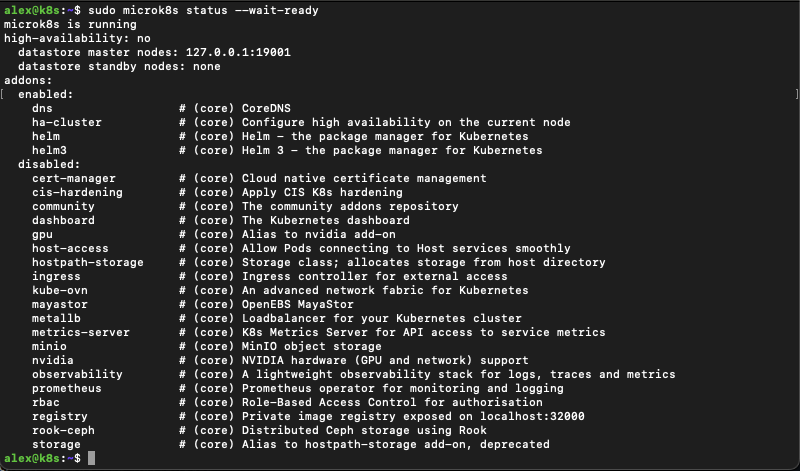 alex@k8s:~$ sudo microk8s status --wait-ready
microk8s is running
high-availability: no
  datastore master nodes: 127.0.0.1:19001
  datastore standby nodes: none
addons:
[ enabled: ]
    dns                  # (core) CoreDNS
    ha-cluster           # (core) Configure high availability on the current node
    helm                 # (core) Helm - the package manager for Kubernetes
    helm3                # (core) Helm 3 - the package manager for Kubernetes
  disabled:
    cert-manager         # (core) Cloud native certificate management
    cis-hardening        # (core) Apply CIS K8s hardening
    community            # (core) The community addons repository
    dashboard            # (core) The Kubernetes dashboard
    gpu                  # (core) Alias to nvidia add-on
    host-access          # (core) Allow Pods connecting to Host services smoothly
    hostpath-storage     # (core) Storage class; allocates storage from host directory
    ingress              # (core) Ingress controller for external access
    kube-ovn             # (core) An advanced network fabric for Kubernetes
    mayastor             # (core) OpenEBS MayaStor
    metallb              # (core) Loadbalancer for your Kubernetes cluster
    metrics-server       # (core) K8s Metrics Server for API access to service metrics
    minio                # (core) MinIO object storage
    nvidia               # (core) NVIDIA hardware (GPU and network) support
    observability        # (core) A lightweight observability stack for logs, traces and metrics
    prometheus           # (core) Prometheus operator for monitoring and logging
    rbac                 # (core) Role-Based Access Control for authorisation
    registry             # (core) Private image registry exposed on localhost:32000
    rook-ceph            # (core) Distributed Ceph storage using Rook
    storage              # (core) Alias to hostpath-storage add-on, deprecated
alex@k8s:~$